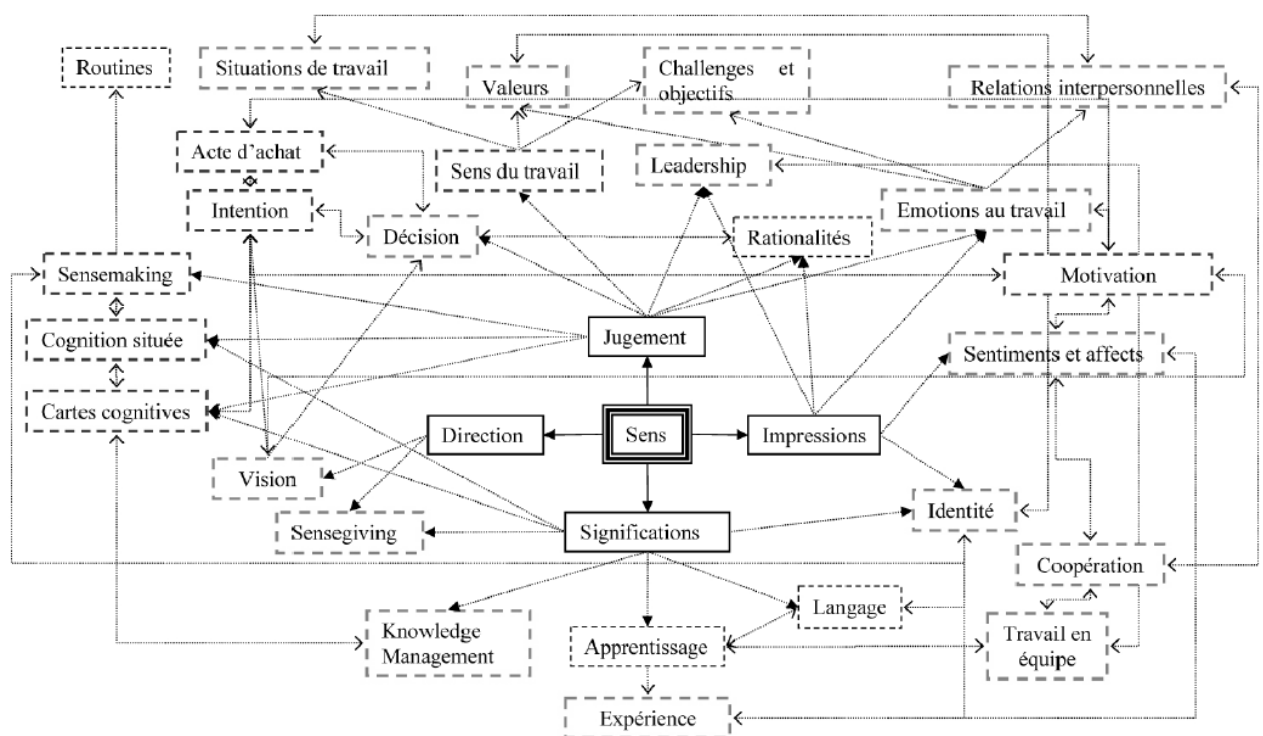 Routines
Situations de travail
Valeurs
Challenges et
objectifs
Relations interpersonnelles
Acte d’achat
Sens du travail
Leadership
Intention
Décision
Rationalités
Emotions au travail
Sensemaking
Motivation
Cognition située
Jugement
Sentiments et affects
Cartes cognitives
Direction
Sens
Impressions
Vision
Identité
Sensegiving
Significations
Coopération
Langage
Knowledge
Management
Apprentissage
Travail en
équipe
Expérience